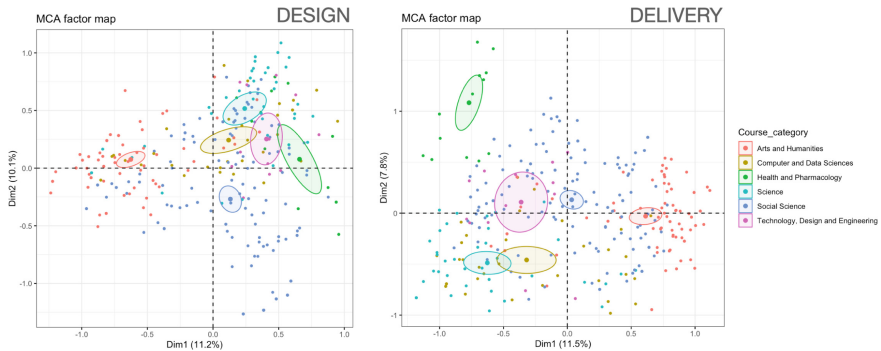 MCA factor map
DESIGN
1.0
0.5
0.0
-0.5
-1.0
Dim2 (10.1%)
-1.0
-0.5
0.0
0.5
1.0
Dim1 (11.2%)
MCA factor map
DELIVERY
1
0
-1
Dim2 (7.8%)
-1.0
-0.5
0.0
0.5
1.0
Dim1 (11.5%)
Course_category
Arts and Humanities
Computer and Data Sciences
Health and Pharmacology
Science
Social Science
Technology, Design and Engineering